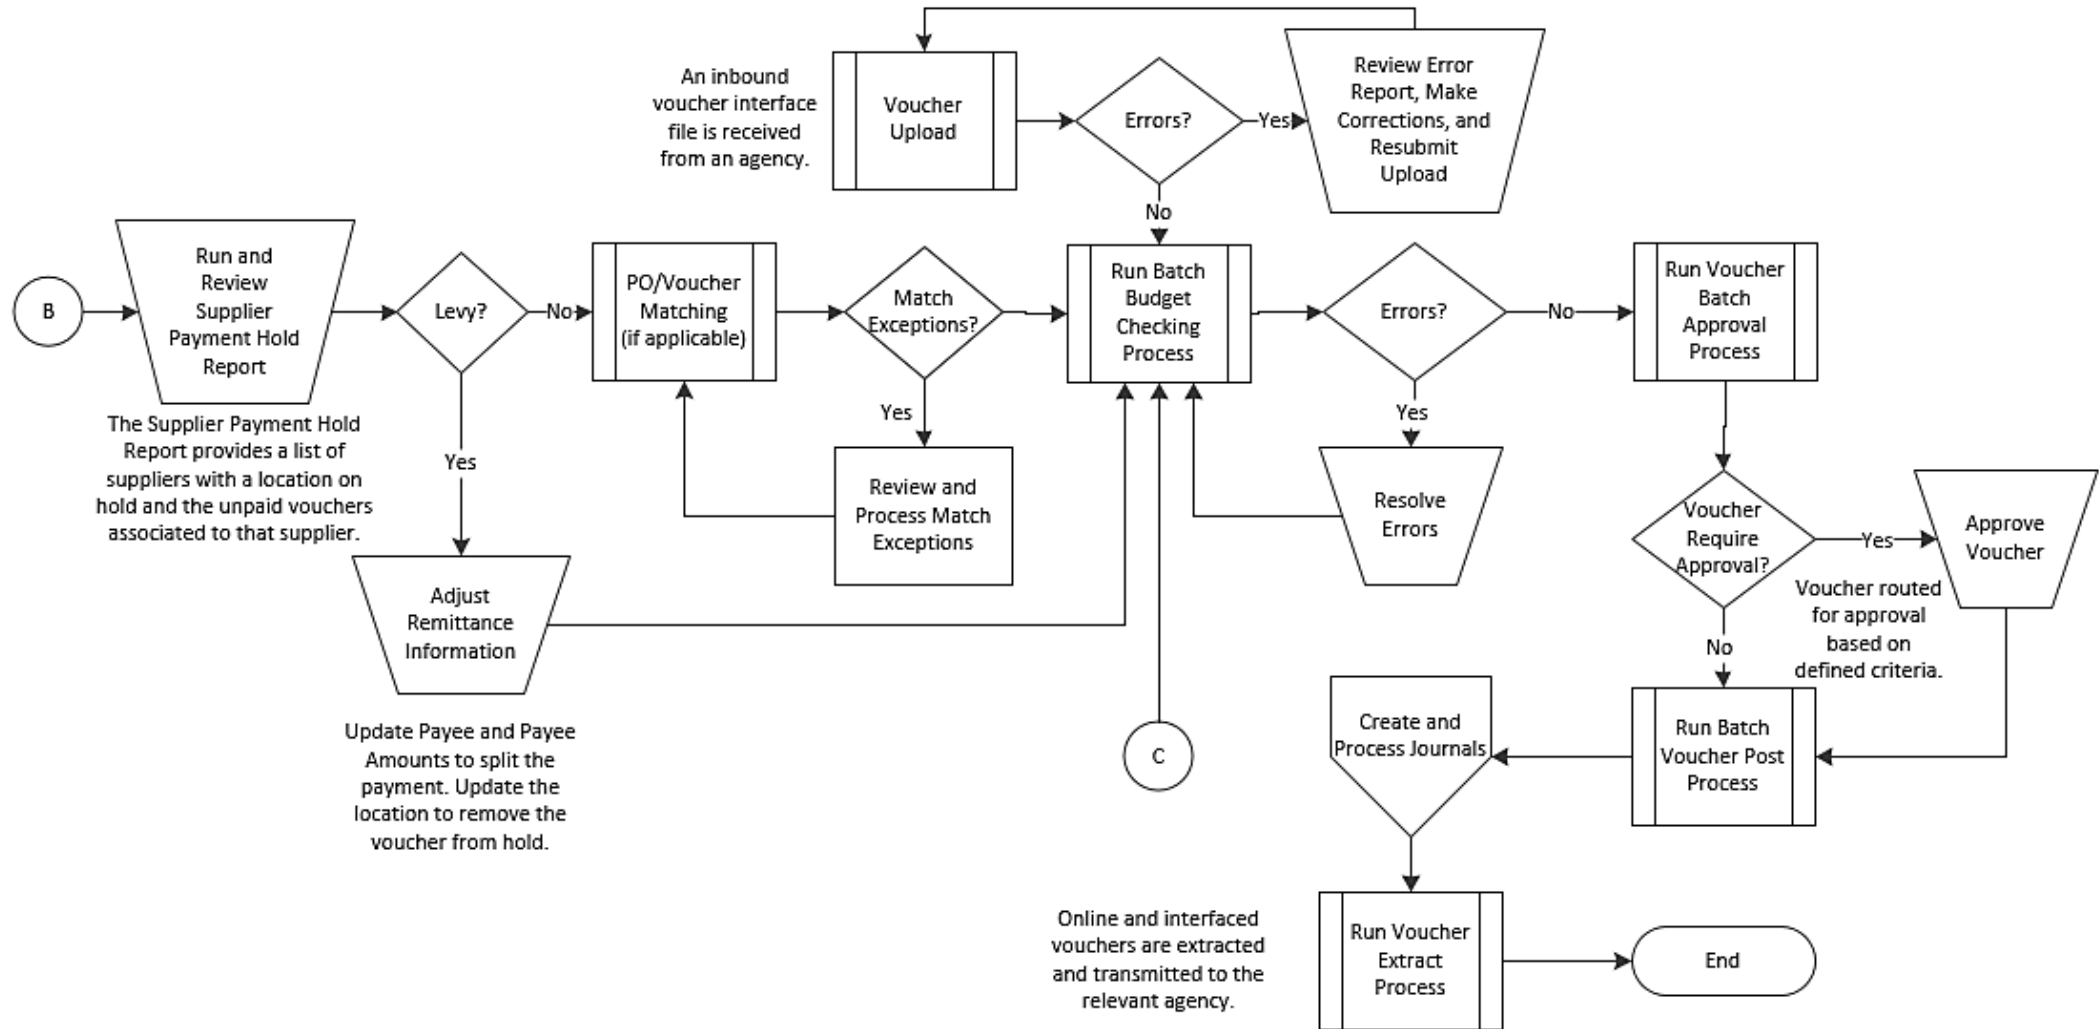 An inbound
voucher interface
file is received
from an agency.
Voucher
Upload
Errors?
Yes
Review Error
Report, Make
Corrections, and
Resubmit
Upload
No
B
Run and
Review
Supplier
Payment Hold
Report
The Supplier Payment Hold
Report provides a list of
suppliers with a location on
hold and the unpaid vouchers
associated to that supplier.
Levy?
No
Yes
Adjust
Remittance
Information
Update Payee and Payee
Amounts to split the
payment. Update the
location to remove the
voucher from hold.
PO/Voucher
Matching
(if applicable)
Match
Exceptions?
Yes
Review and
Process Match
Exceptions
Run Batch
Budget
Checking
Process
C
Errors?
No
Yes
Resolve
Errors
Run Voucher
Batch
Approval
Process
Voucher
Require
Approval?
Yes
Approve
Voucher
Voucher routed
for approval
based on
defined criteria.
No
Run Batch
Voucher Post
Process
Create and
Process Journals
Online and interfaced
vouchers are extracted
and transmitted to the
relevant agency.
Run Voucher
Extract
Process
End